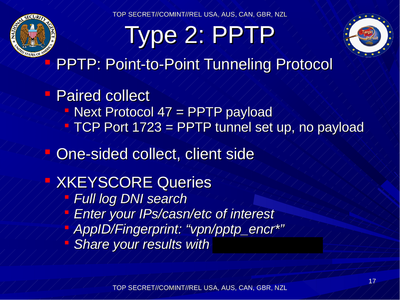 TOP SECRET//COMINT//REL USA, AUS, CAN, GBR, NZL
Type 2: PPTP
PPTP: Point-to-Point Tunneling Protocol
Paired collect
Next Protocol 47 = PPTP payload
TCP Port 1723 = PPTP tunnel set up, no payload
One-sided collect, client side
XKEYSCORE Queries
Full log DNI search
Enter your IPs/casn/etc of interest
AppID/Fingerprint: “vpn/pptp_encr*”
Share your results with
17
TOP SECRET//COMINT//REL USA, AUS, CAN, GBR, NZL